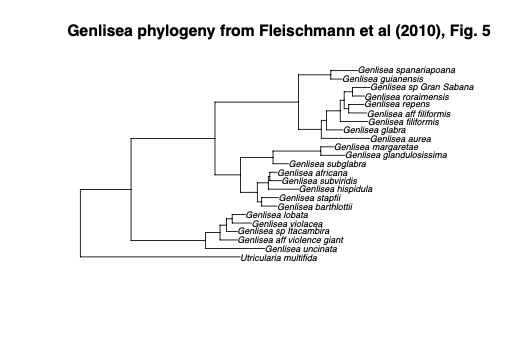 Genlisea phylogeny from Fleischmann et al (2010), Fig. 5
Genlisea spanariapoana
Genlisea guianensis
Genlisea sp Gran Sabana
Genlisea roraimensis
Genlisea repens
Genlisea aff filiformis
Genlisea filiformis
Genlisea glabra
Genlisea aurea
Genlisea margaretae
Genlisea glandulosissima
Genlisea subglabra
Genlisea africana
Genlisea subviridis
Genlisea hispidula
Genlisea stapfii
Genlisea barthlottii
Genlisea lobata
Genlisea violacea
Genlisea sp Itacambira
Genlisea aff violence giant
Genlisea uncinata
Utricularia multifida